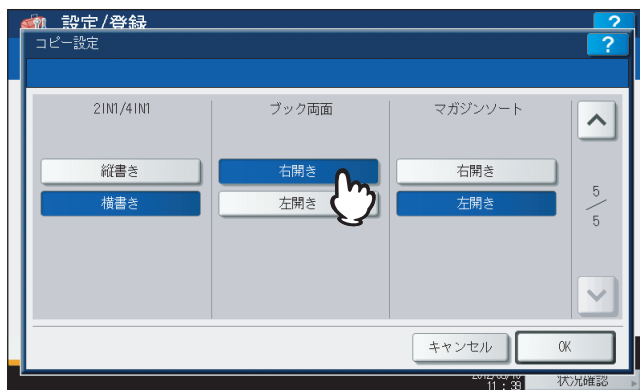 設定/登録
?
コピー設定
?
2IN1/4IN1 ブック両面 マガジンソート
縦書き 右開き 右開き
横書き 左開き 左開き
5
5
キャンセル OK
11:39 状況確認